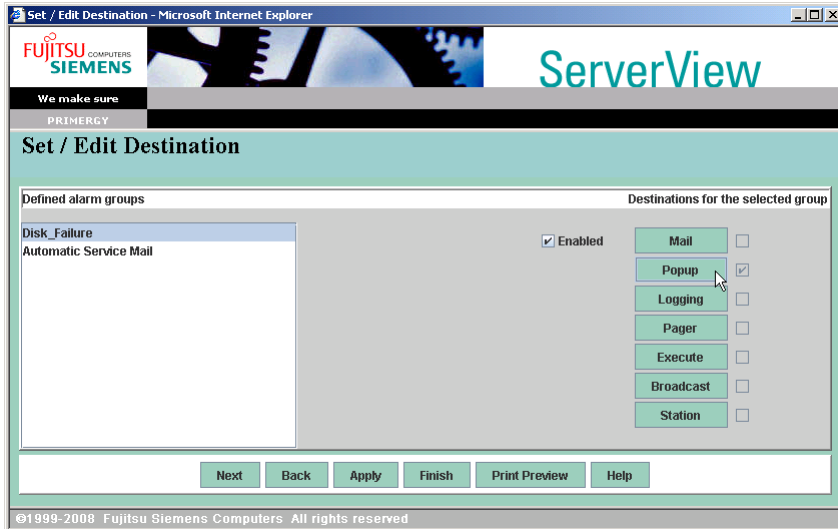 Set / Edit Destination - Microsoft Internet Explorer
FUJITSU COMPUTERS
SIEMENS
ServerView
We make sure
PRIMERGY
Set / Edit Destination
Defined alarm groups
Destinations for the selected group
Disk_Failure
Automatic Service Mail
Enabled
Mail
Popup
Logging
Pager
Execute
Broadcast
Station
Next Back Apply Finish Print Preview Help
©1999-2008 Fujitsu Siemens Computers All rights reserved